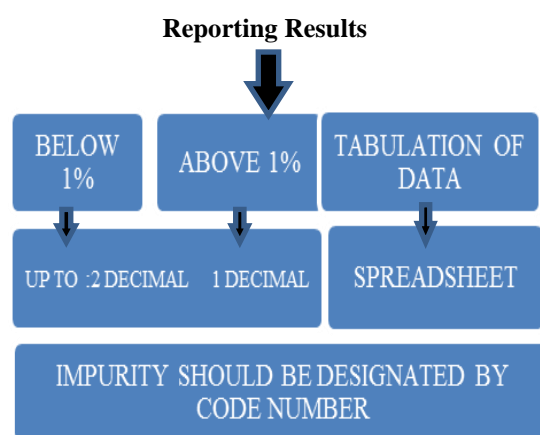 Reporting Results
BELOW
1%
ABOVE 1%
TABULATION OF
DATA
UP TO :2 DECIMAL
1 DECIMAL
SPREADSHEET
IMPURITY SHOULD BE DESIGNATED BY
CODE NUMBER